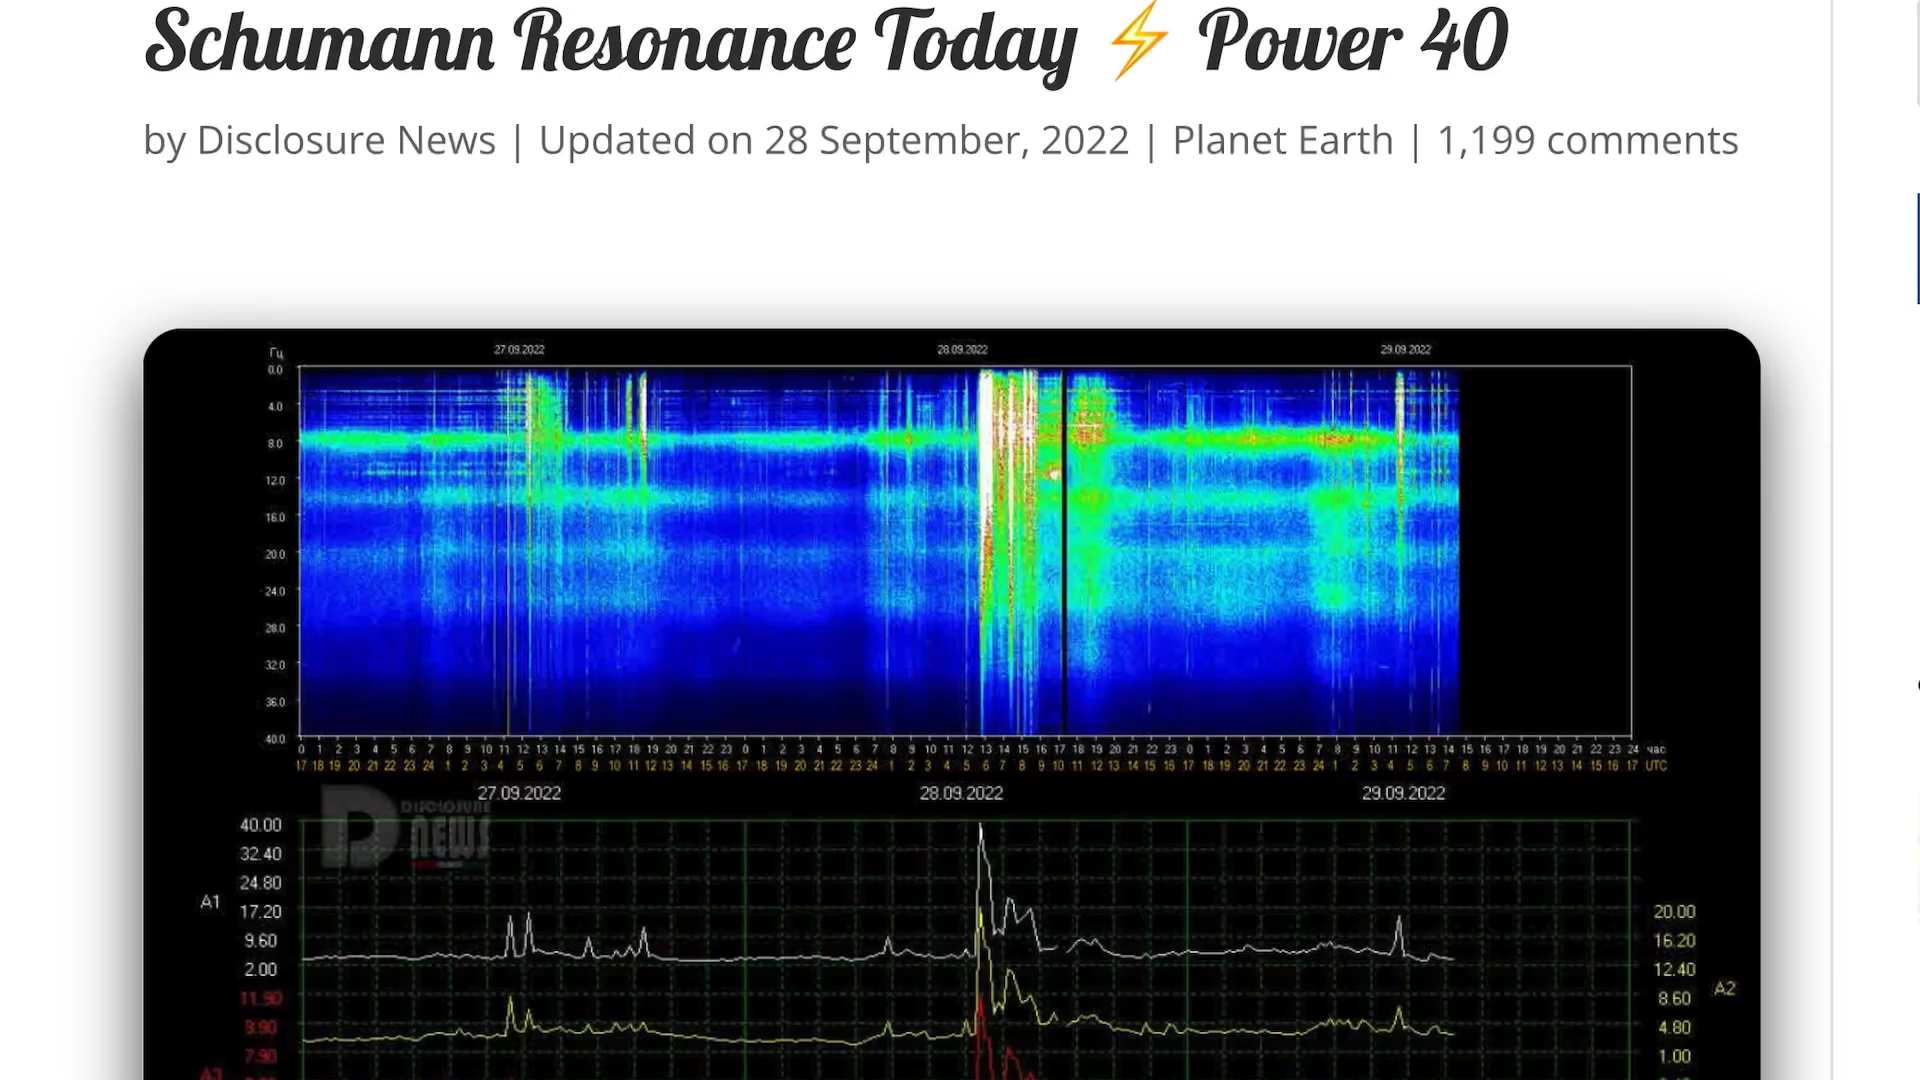 Schumann Resonance Today ⚡ Power 40
by Disclosure News | Updated on 28 September, 2022 | Planet Earth | 1,199 comments
27.09.2022 28.09.2022 29.09.2022
Гц
0.0
4.0
8.0
12.0
16.0
20.0
24.0
28.0
32.0
36.0
40.0
0 1 2 3 4 5 6 7 8 9 10 11 12 13 14 15 16 17 18 19 20 21 22 23 0 1 2 3 4 5 6 7 8 9 10 11 12 13 14 15 16 17 18 19 20 21 22 23 0 1 2 3 4 5 6 7 8 9 10 11 12 13 14 15 16 17 18 19 20 21 22 23 24 час
17 18 19 20 21 22 23 24 1 2 3 4 5 6 7 8 9 10 11 12 13 14 15 16 17 18 19 20 21 22 23 24 1 2 3 4 5 6 7 8 9 10 11 12 13 14 15 16 17 18 19 20 21 22 23 24 1 2 3 4 5 6 7 8 9 10 11 12 13 14 15 16 17 UTC
27.09.2022 28.09.2022 29.09.2022
DISCLOSURE
NEWS
40.00
32.40
24.80
A1
17.20 20.00
9.60 16.20
2.00 12.40
A2
11.90 8.60
9.90 4.80
7.90 1.00
A3